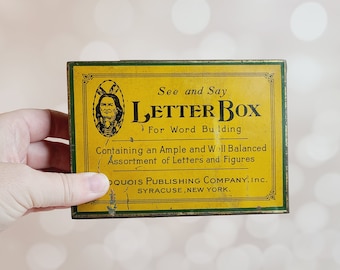 See and Say
LETTER BOX
For Word Building
Containing an Ample and Well Balanced
Assortment of Letters and Figures
OQUOIS PUBLISHING COMPANY, INC.
SYRACUSE, NEW YORK.